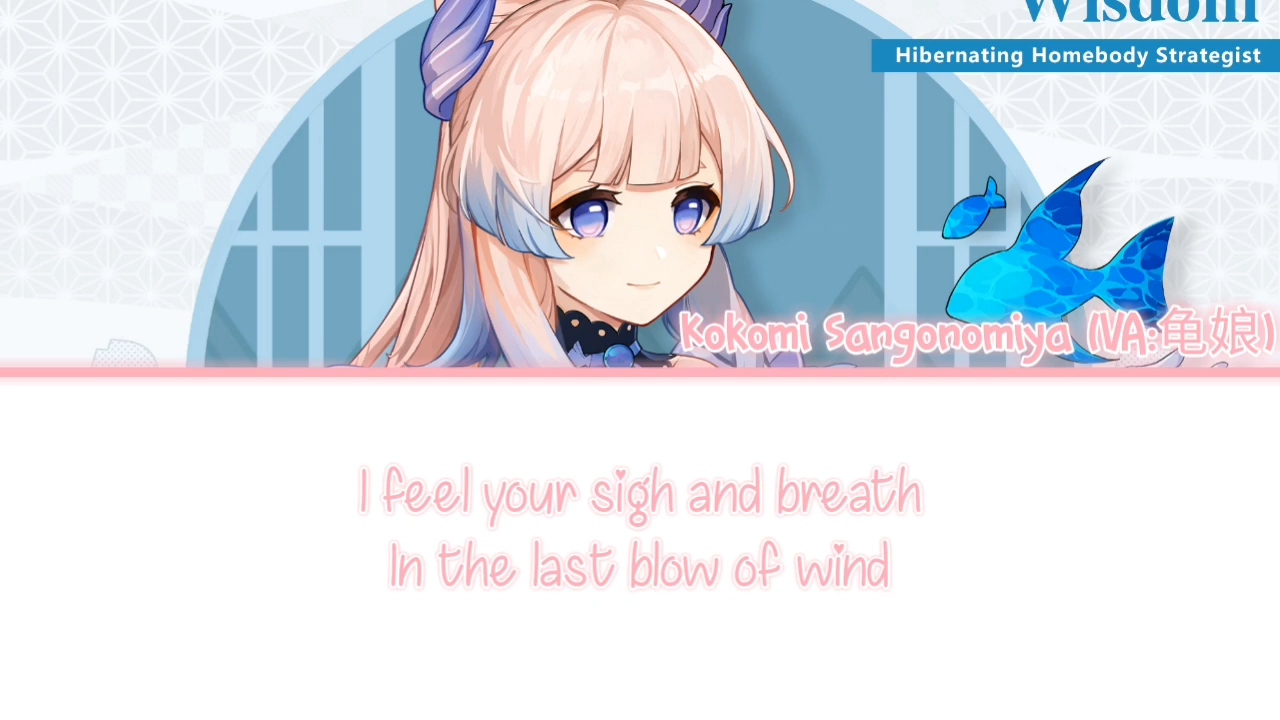 Wisdom
Hibernating Homebody Strategist
Kokomi Sangonomiya (VA:龟娘)
I feel your sigh and breath
In the last blow of wind